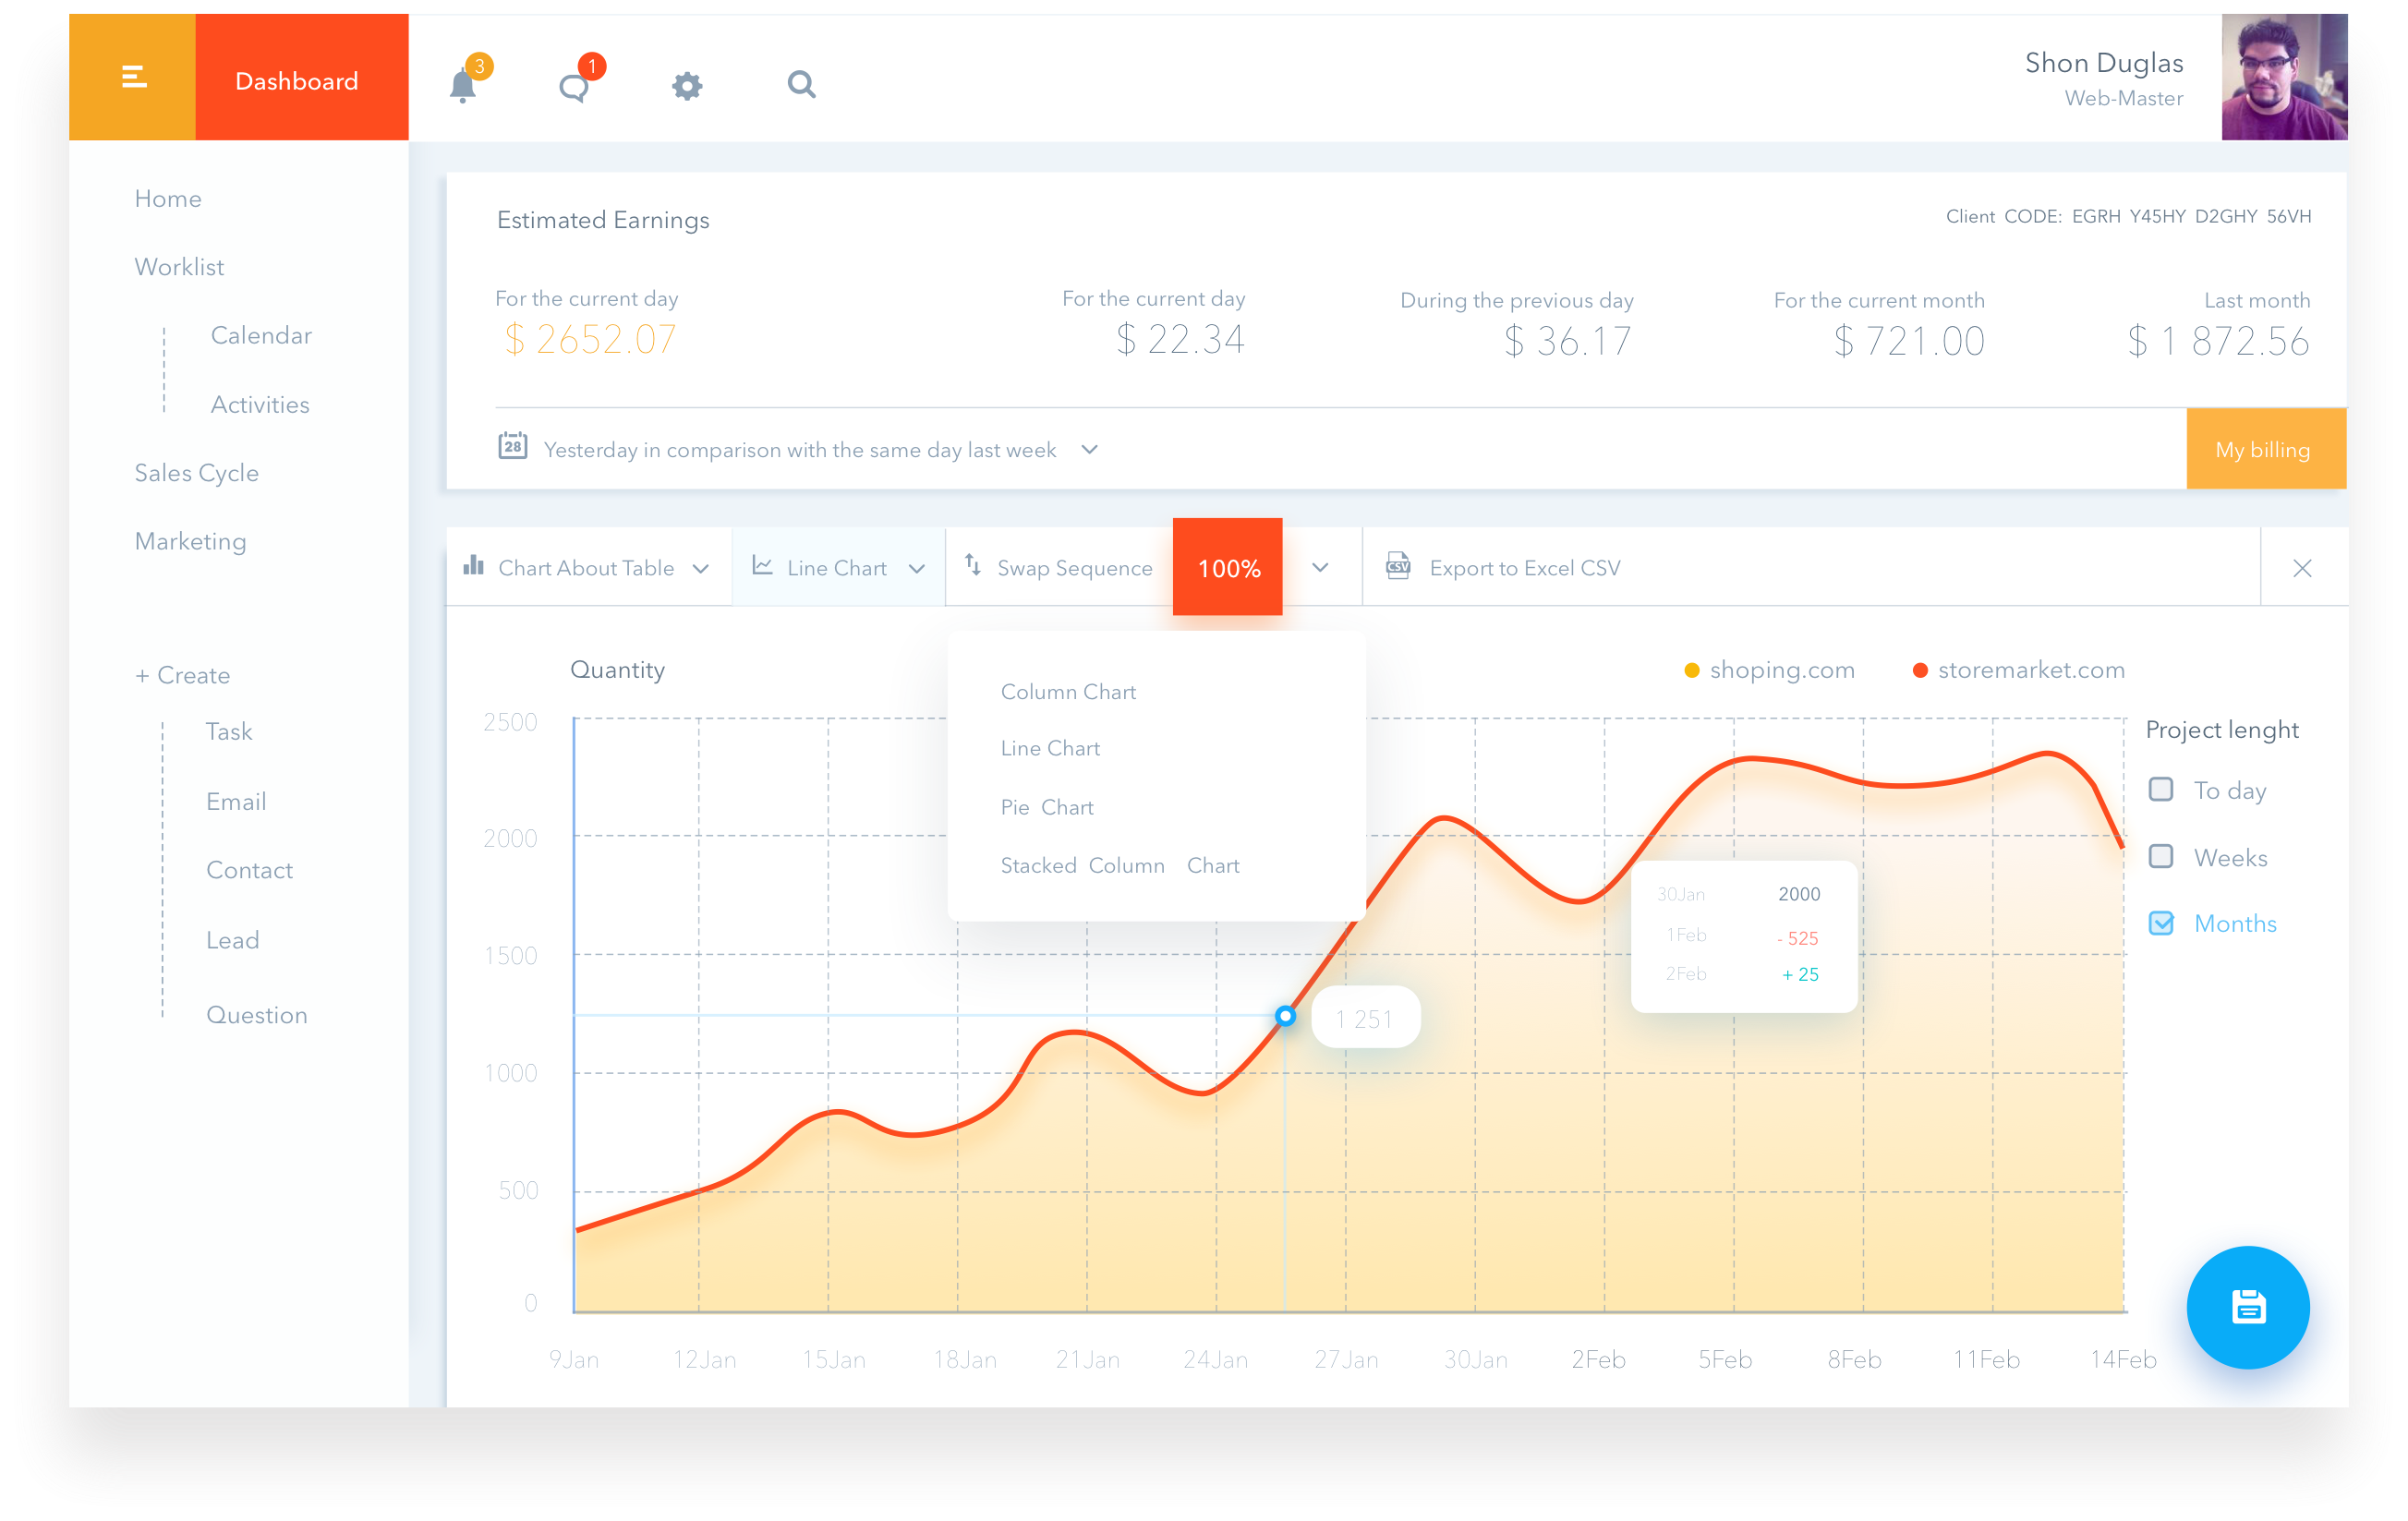 Dashboard
3
1
Shon Duglas
Web-Master
Home
Worklist
Calendar
Activities
Sales Cycle
Marketing
+ Create
Task
Email
Contact
Lead
Question
Estimated Earnings
Client CODE: EGRH Y45HY D2GHY 56VH
For the current day
$ 2652.07
For the current day
$ 22.34
During the previous day
$ 36.17
For the current month
$ 721.00
Last month
$ 1 872.56
28
Yesterday in comparison with the same day last week
My billing
Chart About Table
Line Chart
Swap Sequence
100%
CSV
Export to Excel CSV
Column Chart
Line Chart
Pie Chart
Stacked Column Chart
Quantity
shoping.com
storemarket.com
2500
2000
1500
1000
500
0
1 251
30Jan 2000
1Feb - 525
2Feb + 25
Project lenght
To day
Weeks
Months
9Jan 12Jan 15Jan 18Jan 21Jan 24Jan 27Jan 30Jan 2Feb 5Feb 8Feb 11Feb 14Feb